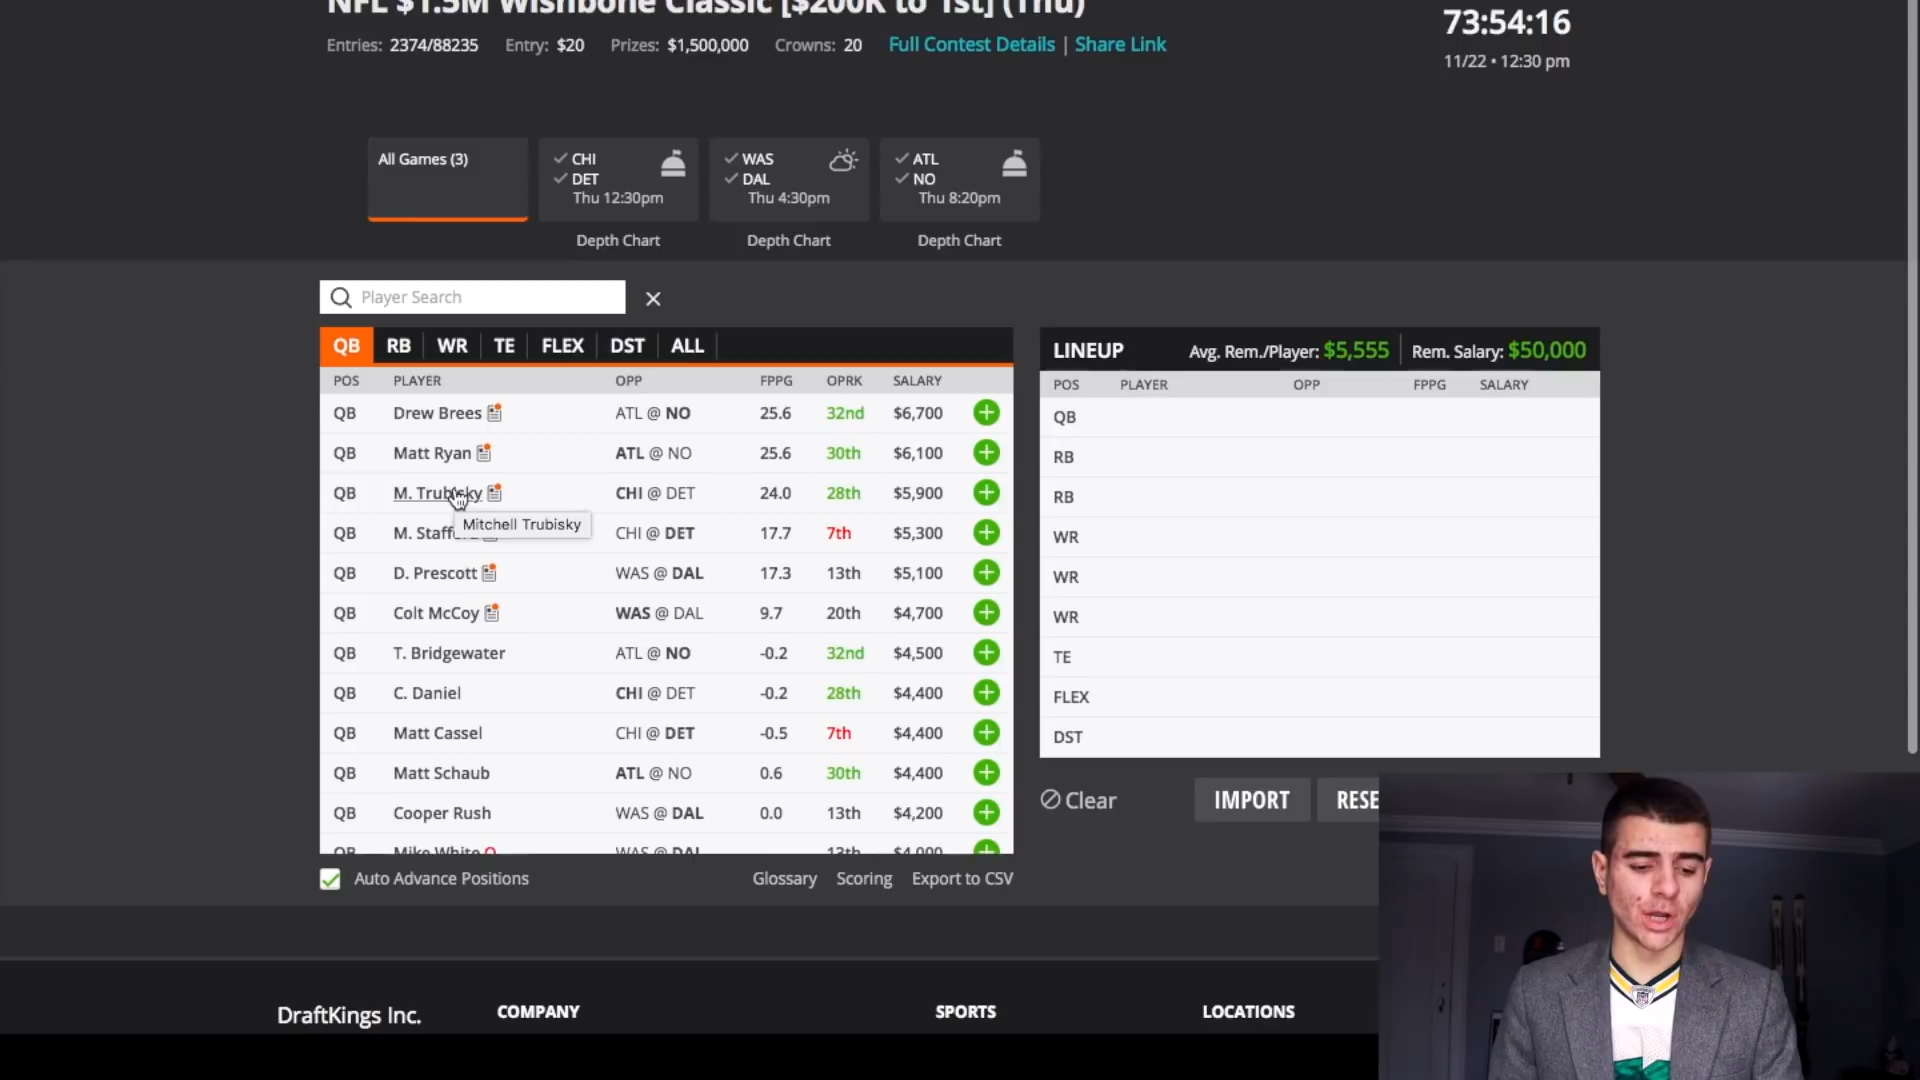 NFL $1.5M Wishbone Classic [$200K to 1st] (Thu)
Entries: 2374/88235 Entry: $20 Prizes: $1,500,000 Crowns: 20 Full Contest Details | Share Link
73:54:16
11/22 • 12:30 pm
All Games (3)
CHI
DET
Thu 12:30pm
Depth Chart
WAS
DAL
Thu 4:30pm
Depth Chart
ATL
NO
Thu 8:20pm
Depth Chart
Player Search
QB RB WR TE FLEX DST ALL
POS PLAYER OPP FPPG OPRK SALARY
QB Drew Brees ATL @ NO 25.6 32nd $6,700
QB Matt Ryan ATL @ NO 25.6 30th $6,100
QB M. Trubisky CHI @ DET 24.0 28th $5,900
Mitchell Trubisky
QB M. Staff CHI @ DET 17.7 7th $5,300
QB D. Prescott WAS @ DAL 17.3 13th $5,100
QB Colt McCoy WAS @ DAL 9.7 20th $4,700
QB T. Bridgewater ATL @ NO -0.2 32nd $4,500
QB C. Daniel CHI @ DET -0.2 28th $4,400
QB Matt Cassel CHI @ DET -0.5 7th $4,400
QB Matt Schaub ATL @ NO 0.6 30th $4,400
QB Cooper Rush WAS @ DAL 0.0 13th $4,200
QB Mike White Q WAS @ DAL 13th $4,000
Auto Advance Positions
Glossary Scoring Export to CSV
LINEUP Avg. Rem./Player: $5,555 Rem. Salary: $50,000
POS PLAYER OPP FPPG SALARY
QB
RB
RB
WR
WR
WR
TE
FLEX
DST
Clear
IMPORT
RESE
DraftKings Inc.
COMPANY
SPORTS
LOCATIONS